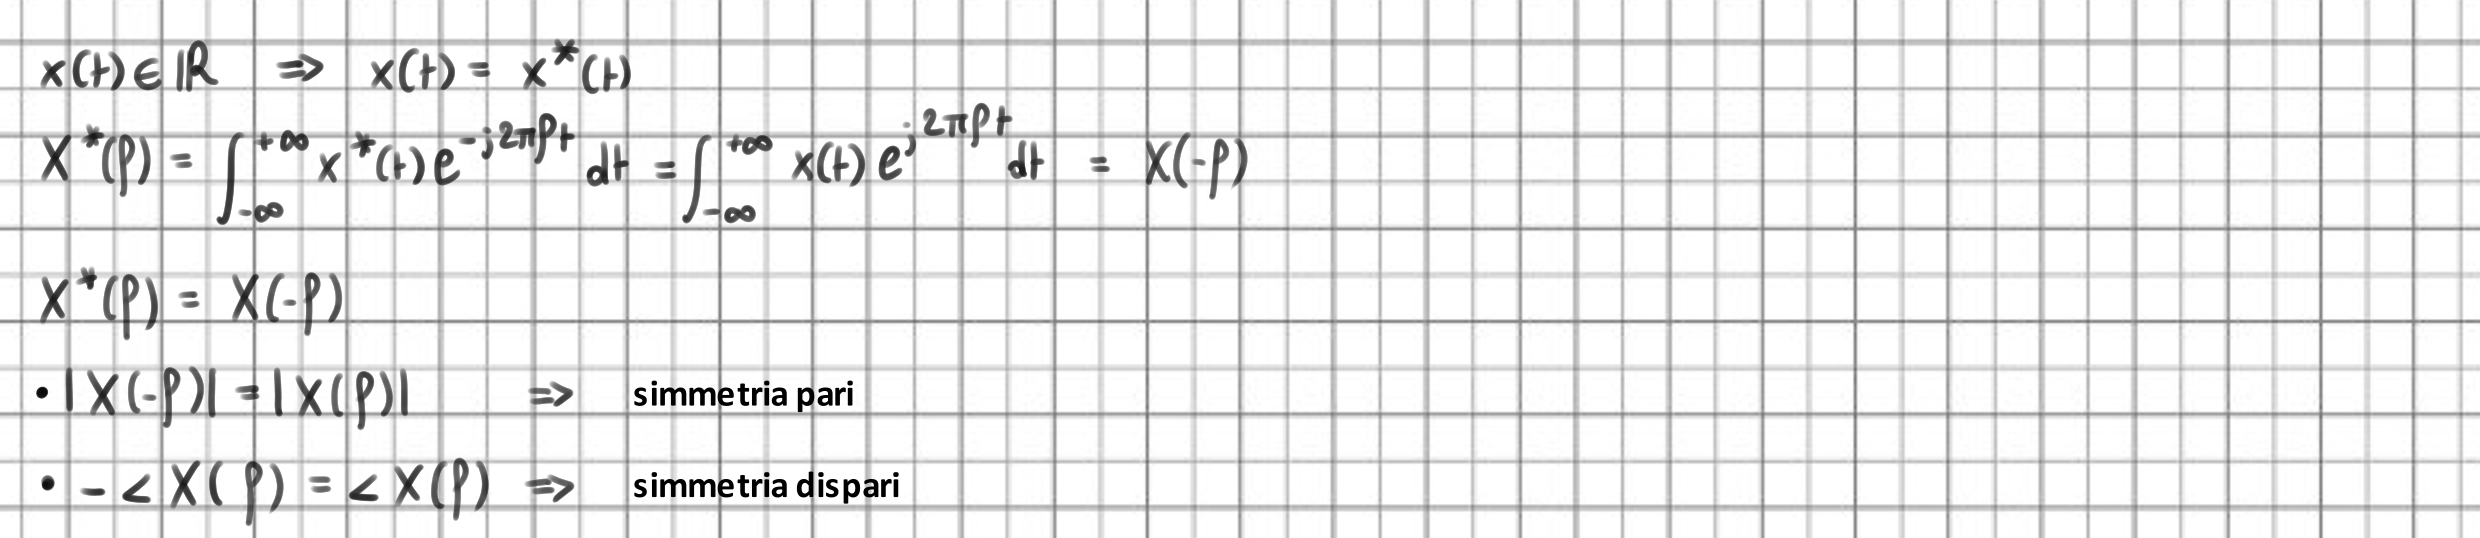 x(t) ∈ ℝ ⇒ x(t) = x*(t)
X*(f) = ∫_{-∞}^{+∞} x*(t) e^{-j2πft} dt = ∫_{-∞}^{+∞} x(t) e^{j2πft} dt = X(-f)
X*(f) = X(-f)
• |X(-f)| = |X(f)| ⇒ simmetria pari
• -∠X(f) = ∠X(f) ⇒ simmetria dispari